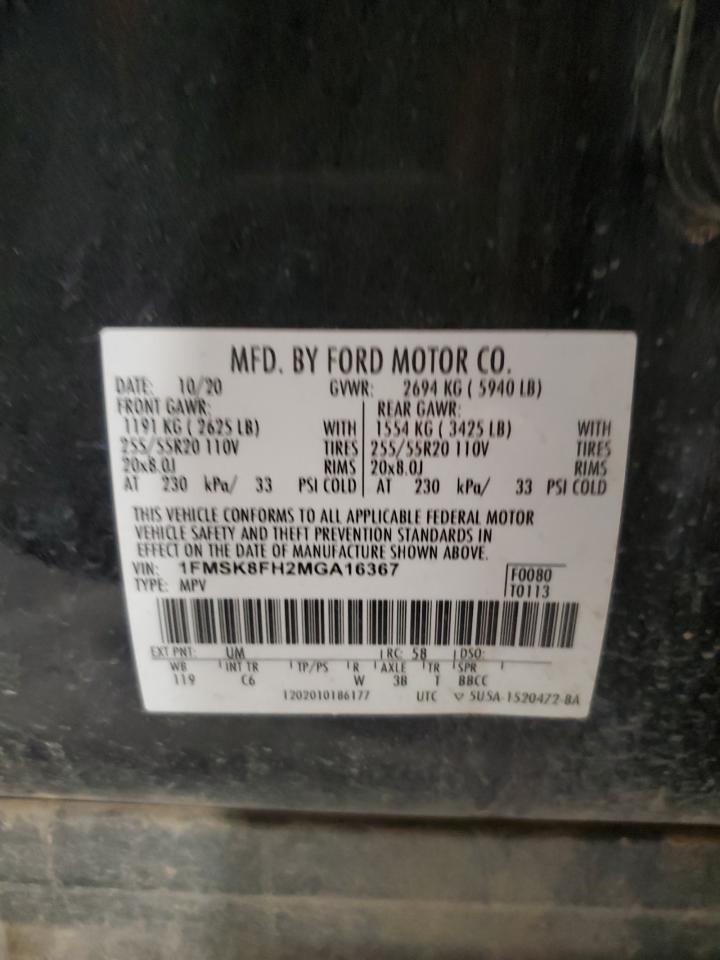 MFD. BY FORD MOTOR CO.
DATE: 10/20 GVWR: 2694 KG ( 5940 LB)
FRONT GAWR: REAR GAWR:
1191 KG ( 2625 LB) WITH 1554 KG ( 3425 LB) WITH
255/55R20 110V TIRES 255/55R20 110V TIRES
20x8.0J RIMS 20x8.0J RIMS
AT 230 kPa/ 33 PSI COLD AT 230 kPa/ 33 PSI COLD
THIS VEHICLE CONFORMS TO ALL APPLICABLE FEDERAL MOTOR
VEHICLE SAFETY AND THEFT PREVENTION STANDARDS IN
EFFECT ON THE DATE OF MANUFACTURE SHOWN ABOVE.
VIN: 1FMSK8FH2MGA16367 F0080
TYPE: MPV T0113
EXT PNT: UM RC: 58 DSO:
WB INT TR TP/PS R AXLE TR SPR
119 C6 W 3B T BBCC
1202010186177 UTC ▽ 5U5A-1520472-BA